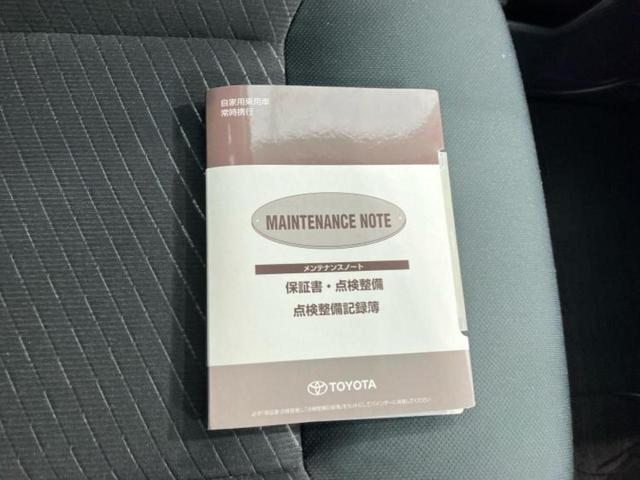 自家用乗用車
常時携行
MAINTENANCE NOTE
メンテナンスノート
保証書・点検整備
点検整備記録簿
TOYOTA